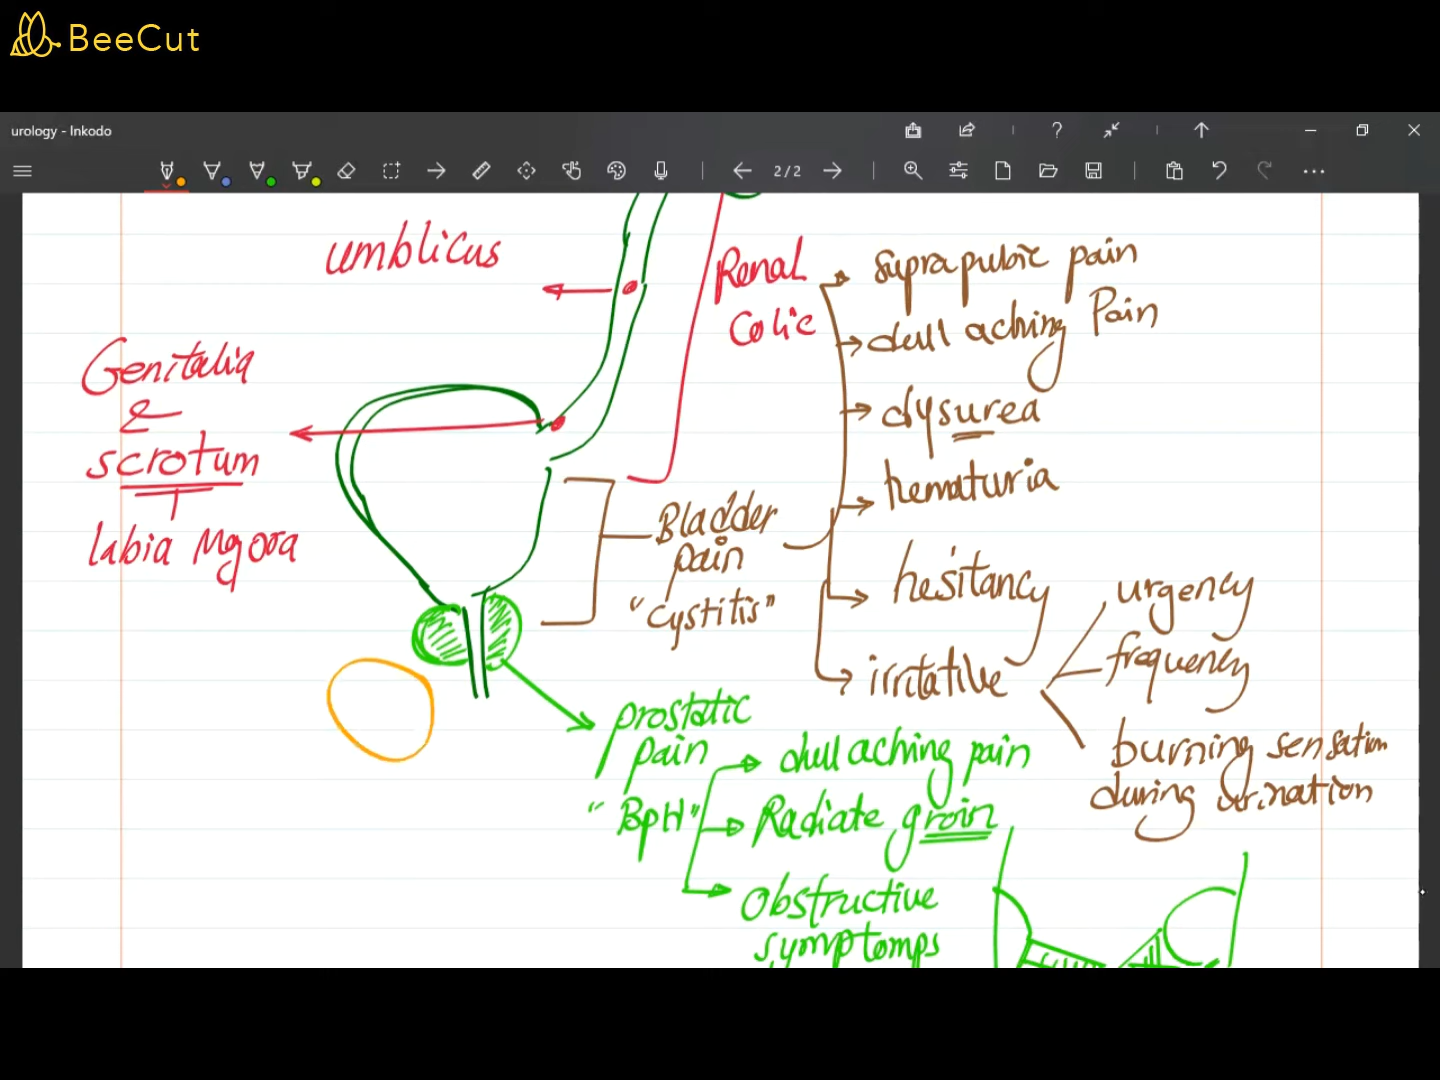 BeeCut
urology - Inkodo
2/2
umblicus
Renal
Colic
Genitalia
&
scrotum
labia Mgora
suprapubic pain
dull aching Pain
dysurea
hematuria
Bladder
pain
"Cystitis"
hesitancy
irritative
urgency
frequency
burning sensation
during urination
prostatic
pain
"BpH"
dull aching pain
Radiate groin
Obstructive
symptomps